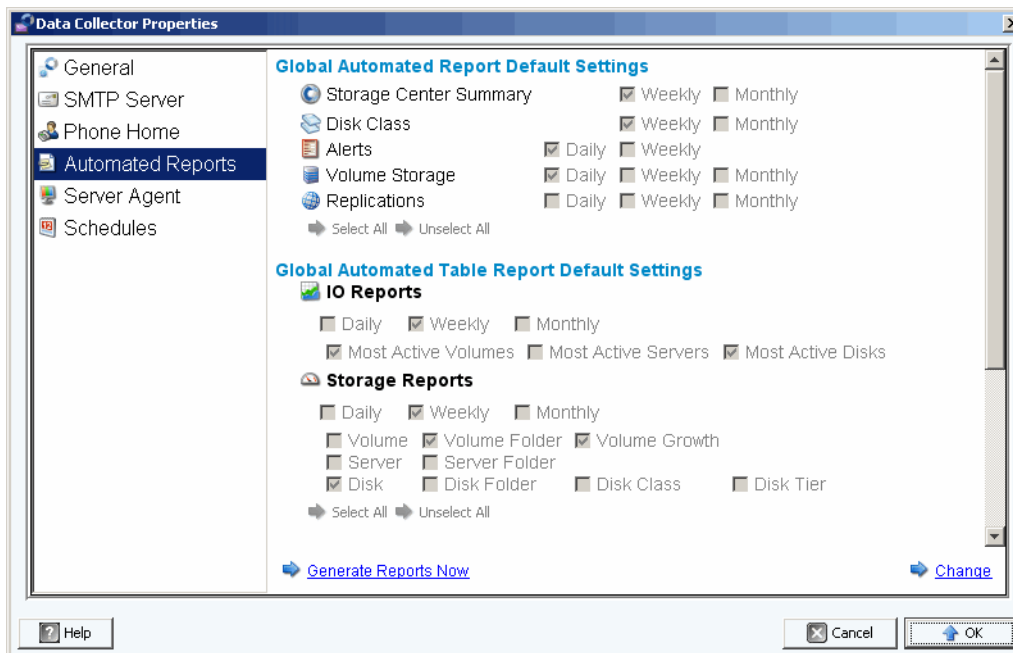 Data Collector Properties
General
SMTP Server
Phone Home
Automated Reports
Server Agent
Schedules
Global Automated Report Default Settings
Storage Center Summary Weekly Monthly
Disk Class Weekly Monthly
Alerts Daily Weekly
Volume Storage Daily Weekly Monthly
Replications Daily Weekly Monthly
Select All Unselect All
Global Automated Table Report Default Settings
IO Reports
Daily Weekly Monthly
Most Active Volumes Most Active Servers Most Active Disks
Storage Reports
Daily Weekly Monthly
Volume Volume Folder Volume Growth
Server Server Folder
Disk Disk Folder Disk Class Disk Tier
Select All Unselect All
Generate Reports Now Change
Help Cancel OK